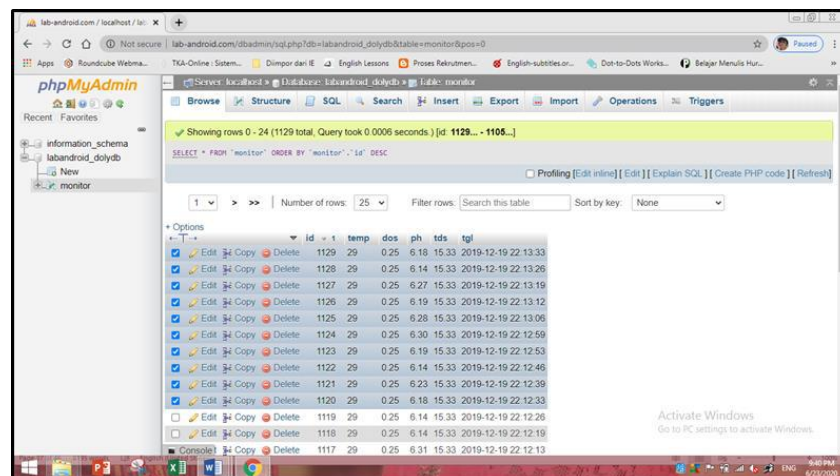 lab-android.com / localhost / lab
Not secure | lab-android.com/dbadmin/sql.php?db=labandroid_dolydb&table=monitor&pos=0
Paused
Apps Roundcube Webma... TKA-Online : Sistem... Diimpor dari IE English Lessons Proses Rekrutmen... English-subtitles.or... Dot-to-Dots Work... Belajar Menulis Hur...
phpMyAdmin
Recent Favorites
information_schema
labandroid_dolydb
New
monitor
Server: localhost » Database: labandroid_dolydb » Table: monitor
Browse Structure SQL Search Insert Export Import Operations Triggers
Showing rows 0 - 24 (1129 total, Query took 0.0006 seconds.) [id: 1129... - 1105...]
SELECT * FROM `monitor` ORDER BY `monitor`.`id` DESC
Profiling [Edit inline] [ Edit ] [ Explain SQL ] [ Create PHP code ] [ Refresh]
1 > >> Number of rows: 25 Filter rows: Search this table Sort by key: None
+ Options
←T→ id 1 temp dos ph tds tgl
Edit Copy Delete 1129 29 0.25 6.18 15.33 2019-12-19 22:13:33
Edit Copy Delete 1128 29 0.25 6.14 15.33 2019-12-19 22:13:26
Edit Copy Delete 1127 29 0.25 6.27 15.33 2019-12-19 22:13:19
Edit Copy Delete 1126 29 0.25 6.19 15.33 2019-12-19 22:13:12
Edit Copy Delete 1125 29 0.25 6.28 15.33 2019-12-19 22:13:06
Edit Copy Delete 1124 29 0.25 6.30 15.33 2019-12-19 22:12:59
Edit Copy Delete 1123 29 0.25 6.19 15.33 2019-12-19 22:12:53
Edit Copy Delete 1122 29 0.25 6.14 15.33 2019-12-19 22:12:46
Edit Copy Delete 1121 29 0.25 6.23 15.33 2019-12-19 22:12:39
Edit Copy Delete 1120 29 0.25 6.18 15.33 2019-12-19 22:12:33
Edit Copy Delete 1119 29 0.25 6.14 15.33 2019-12-19 22:12:26
Edit Copy Delete 1118 29 0.25 6.14 15.33 2019-12-19 22:12:19
Console Edit Copy Delete 1117 29 0.25 6.31 15.33 2019-12-19 22:12:13
Activate Windows
Go to PC settings to activate Windows.
ENG
9:40 PM
6/23/2020